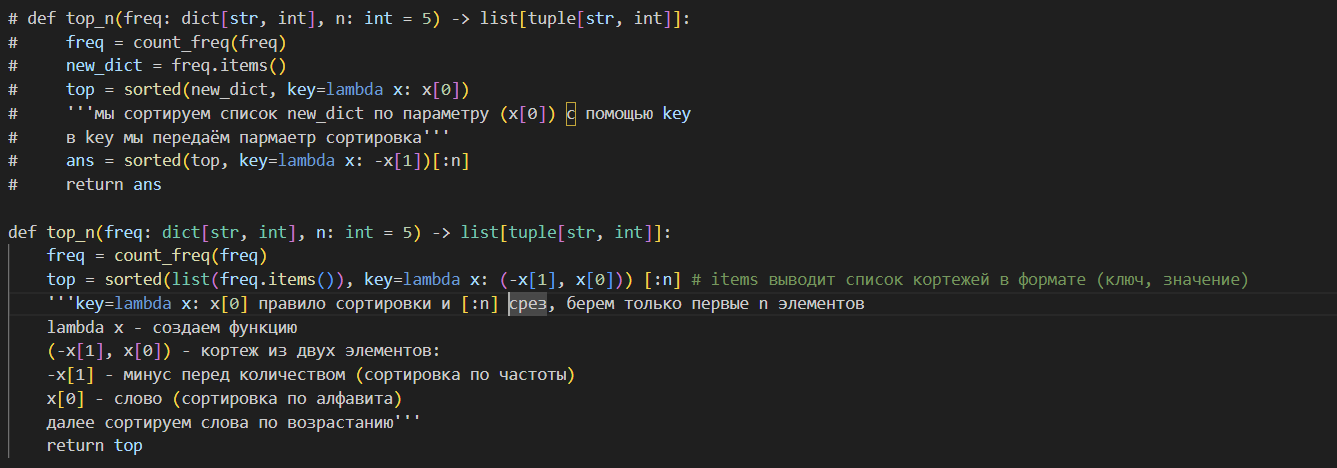 # def top_n(freq: dict[str, int], n: int = 5) -> list[tuple[str, int]]:
#     freq = count_freq(freq)
#     new_dict = freq.items()
#     top = sorted(new_dict, key=lambda x: x[0])
#     '''мы сортируем список new_dict по параметру (x[0]) с помощью key
#     в key мы передаём пармаетр сортировка'''
#     ans = sorted(top, key=lambda x: -x[1])[:n]
#     return ans

def top_n(freq: dict[str, int], n: int = 5) -> list[tuple[str, int]]:
    freq = count_freq(freq)
    top = sorted(list(freq.items()), key=lambda x: (-x[1], x[0])) [:n] # items выводит список кортежей в формате (ключ, значение)
    '''key=lambda x: x[0] правило сортировки и [:n] срез, берем только первые n элементов
    lambda x - создаем функцию
    (-x[1], x[0]) - кортеж из двух элементов:
    -x[1] - минус перед количеством (сортировка по частоты)
    x[0] - слово (сортировка по алфавита)
    далее сортируем слова по возрастанию'''
    return top